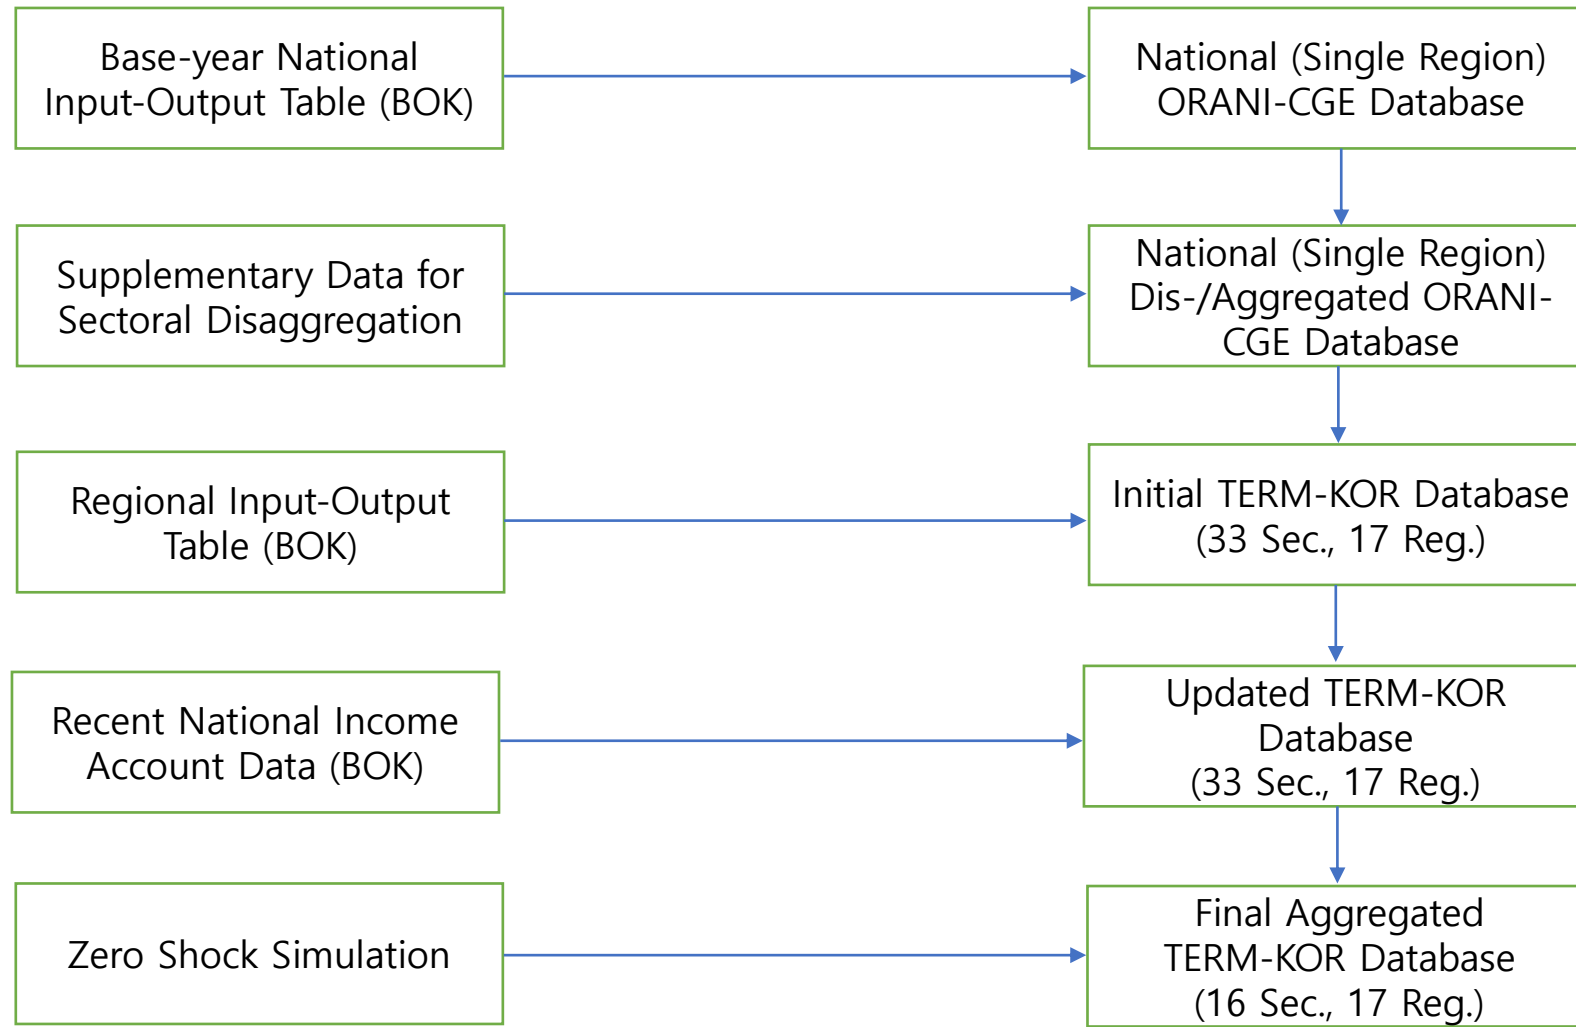 Base-year National
Input-Output Table (BOK)
National (Single Region)
ORANI-CGE Database
Supplementary Data for
Sectoral Disaggregation
National (Single Region)
Dis-/Aggregated ORANI-
CGE Database
Regional Input-Output
Table (BOK)
Initial TERM-KOR Database
(33 Sec., 17 Reg.)
Recent National Income
Account Data (BOK)
Updated TERM-KOR
Database
(33 Sec., 17 Reg.)
Zero Shock Simulation
Final Aggregated
TERM-KOR Database
(16 Sec., 17 Reg.)